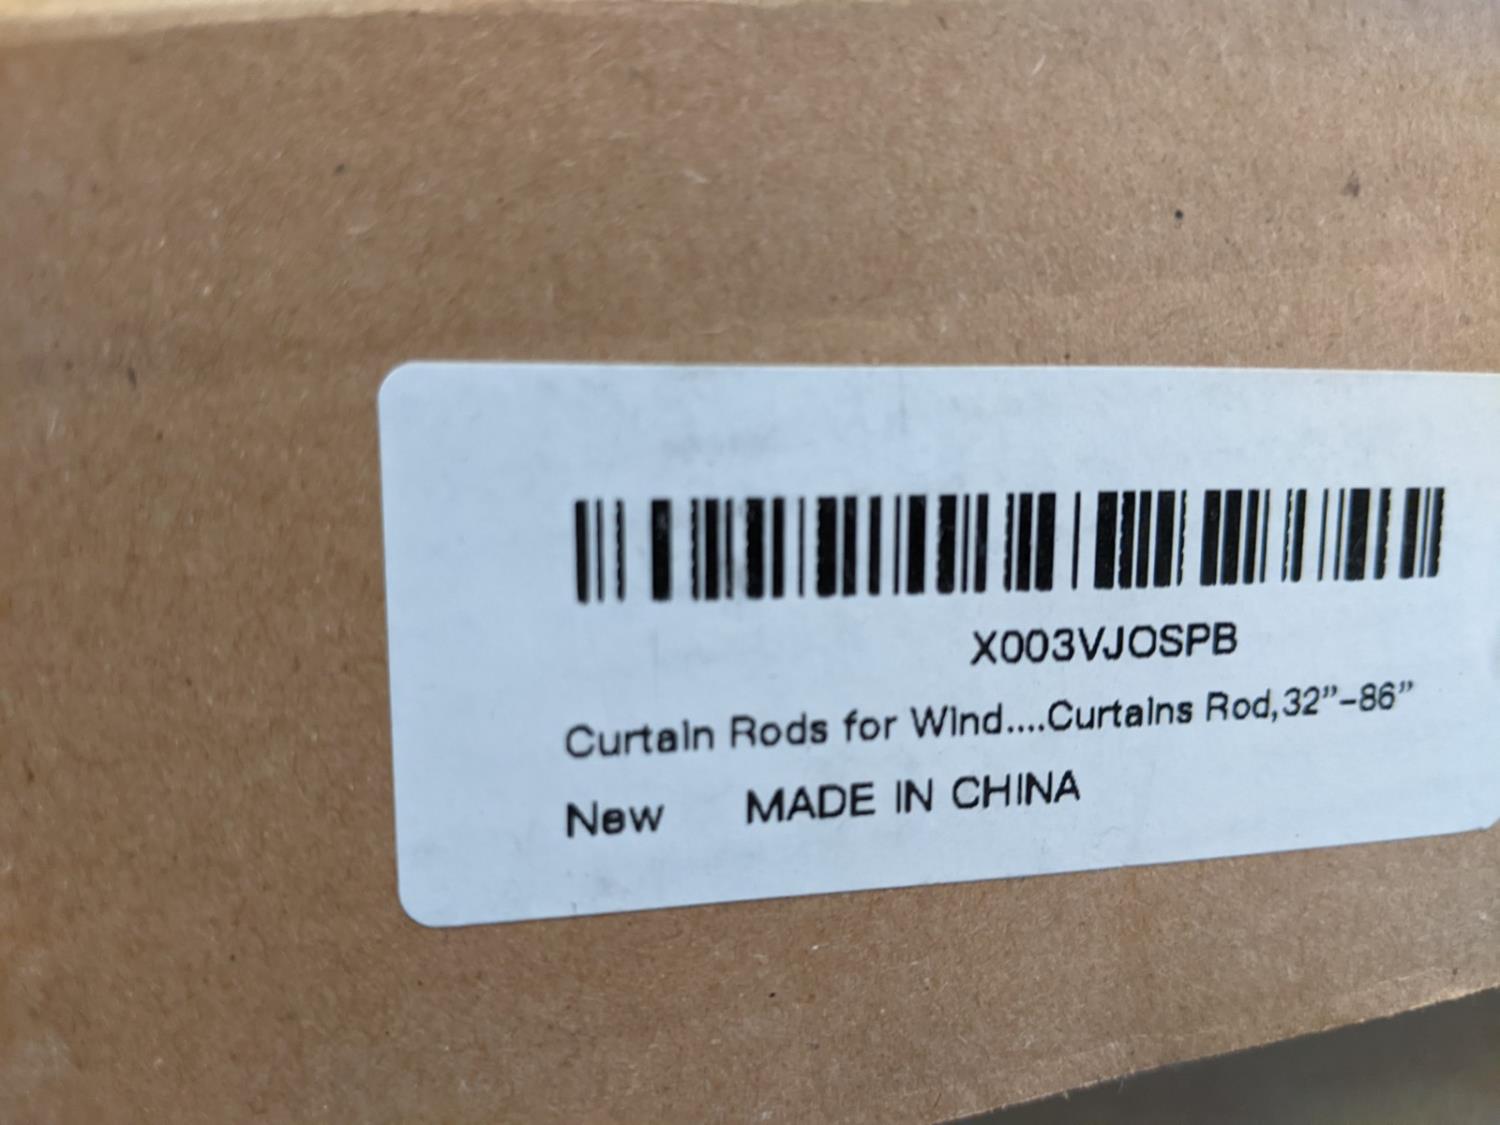 X003VJOSPB
Curtain Rods for Wind....Curtains Rod,32”-86”
New MADE IN CHINA